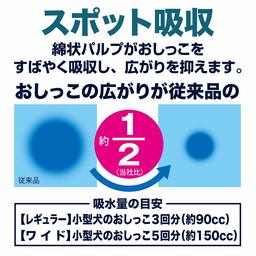 スポット吸収
綿状パルプがおしっこを
すばやく吸収し、広がりを抑えます。
おしっこの広がりが従来品の
約1/2
(当社比)
従来品
吸水量の目安
【レギュラー】小型犬のおしっこ3回分(約90cc)
【ワイド】小型犬のおしっこ5回分(約150cc)